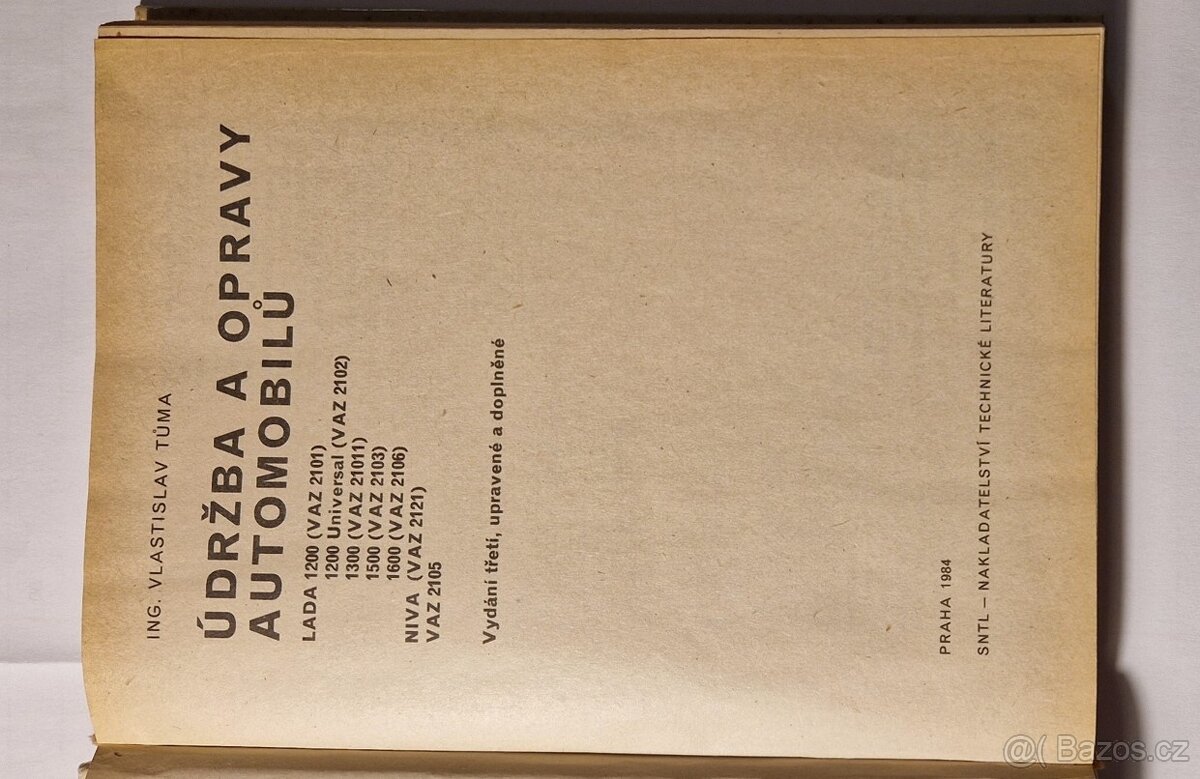 ING. VLASTISLAV TŮMA
ÚDRŽBA A OPRAVY
AUTOMOBILŮ
LADA 1200 (VAZ 2101)
1200 Universal (VAZ 2102)
1300 (VAZ 21011)
1500 (VAZ 2103)
1600 (VAZ 2106)
NIVA (VAZ 2121)
VAZ 2105
Vydání třetí, upravené a doplněné
PRAHA 1984
SNTL – NAKLADATELSTVÍ TECHNICKÉ LITERATURY
@( Bazos.cz